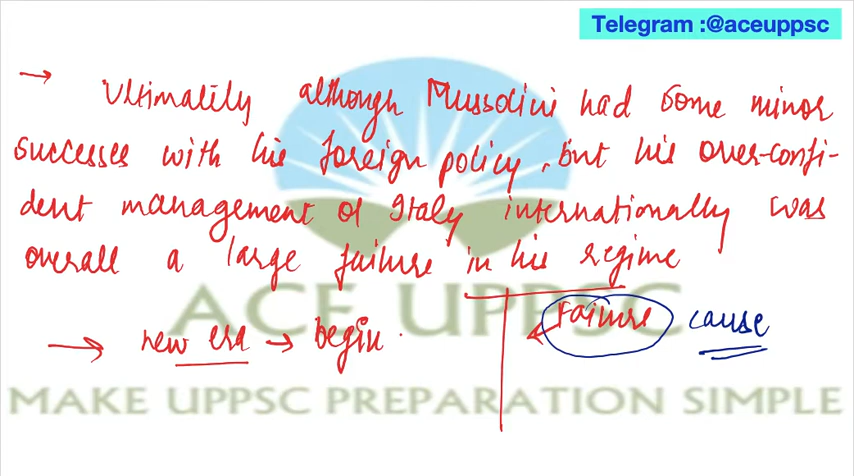 Telegram :@aceuppsc
→ Ultimatily although Mussolini had some minor
successes with his foreign policy, but his over-confi-
dent management of Italy internationally was
overall a large failure in his regime
ACE UPPSC
Failure cause
→ new era → begin
MAKE UPPSC PREPARATION SIMPLE